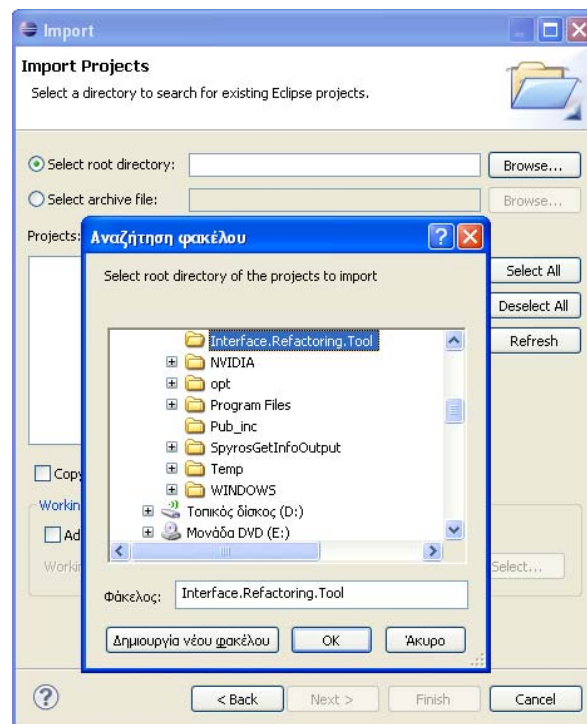 Import
Import Projects
Select a directory to search for existing Eclipse projects.
Select root directory:
Browse...
Select archive file:
Browse...
Projects:
Αναζήτηση φακέλου
Select root directory of the projects to import
Select All
Deselect All
Refresh
Interface.Refactoring.Tool
NVIDIA
opt
Program Files
Pub_inc
SpyrosGetInfoOutput
Temp
WINDOWS
Τοπικός δίσκος (D:)
Μονάδα DVD (E:)
Φάκελος:
Interface.Refactoring.Tool
Select...
Δημιουργία νέου φακέλου
OK
Άκυρο
< Back
Next >
Finish
Cancel